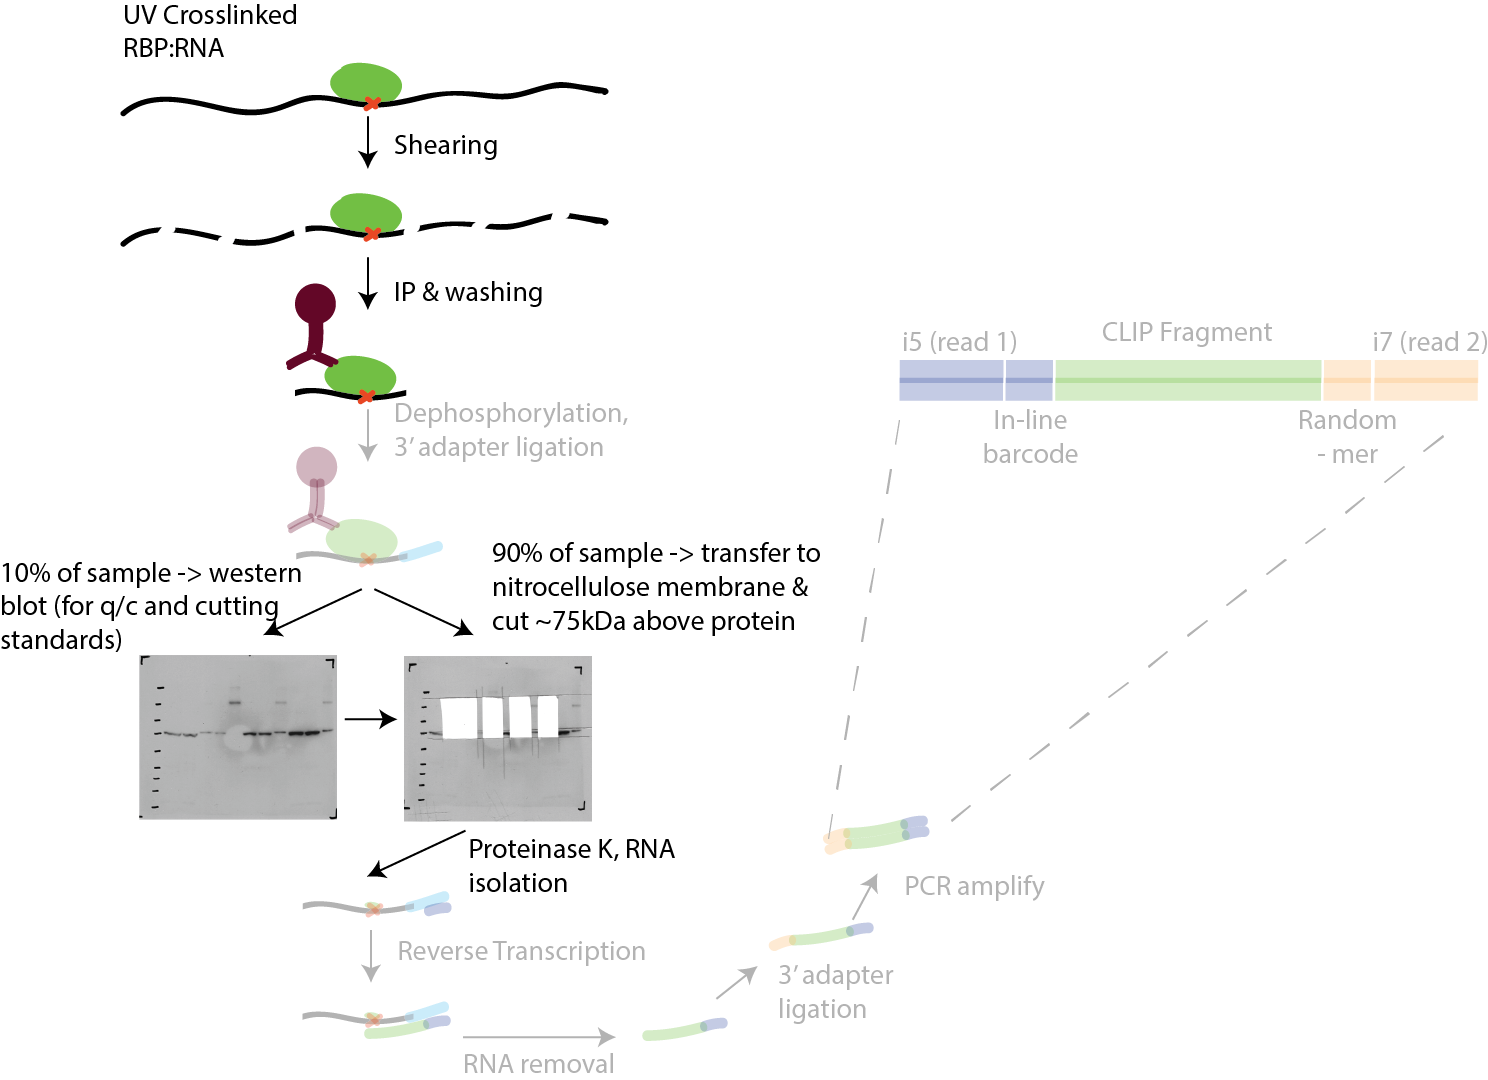 UV Crosslinked
RBP:RNA
Shearing
IP & washing
Dephosphorylation,
3’ adapter ligation
10% of sample -> western
blot (for q/c and cutting
standards)
90% of sample -> transfer to
nitrocellulose membrane &
cut ~75kDa above protein
Proteinase K, RNA
isolation
Reverse Transcription
RNA removal
3’ adapter
ligation
PCR amplify
i5 (read 1)
CLIP Fragment
i7 (read 2)
In-line
barcode
Random
- mer